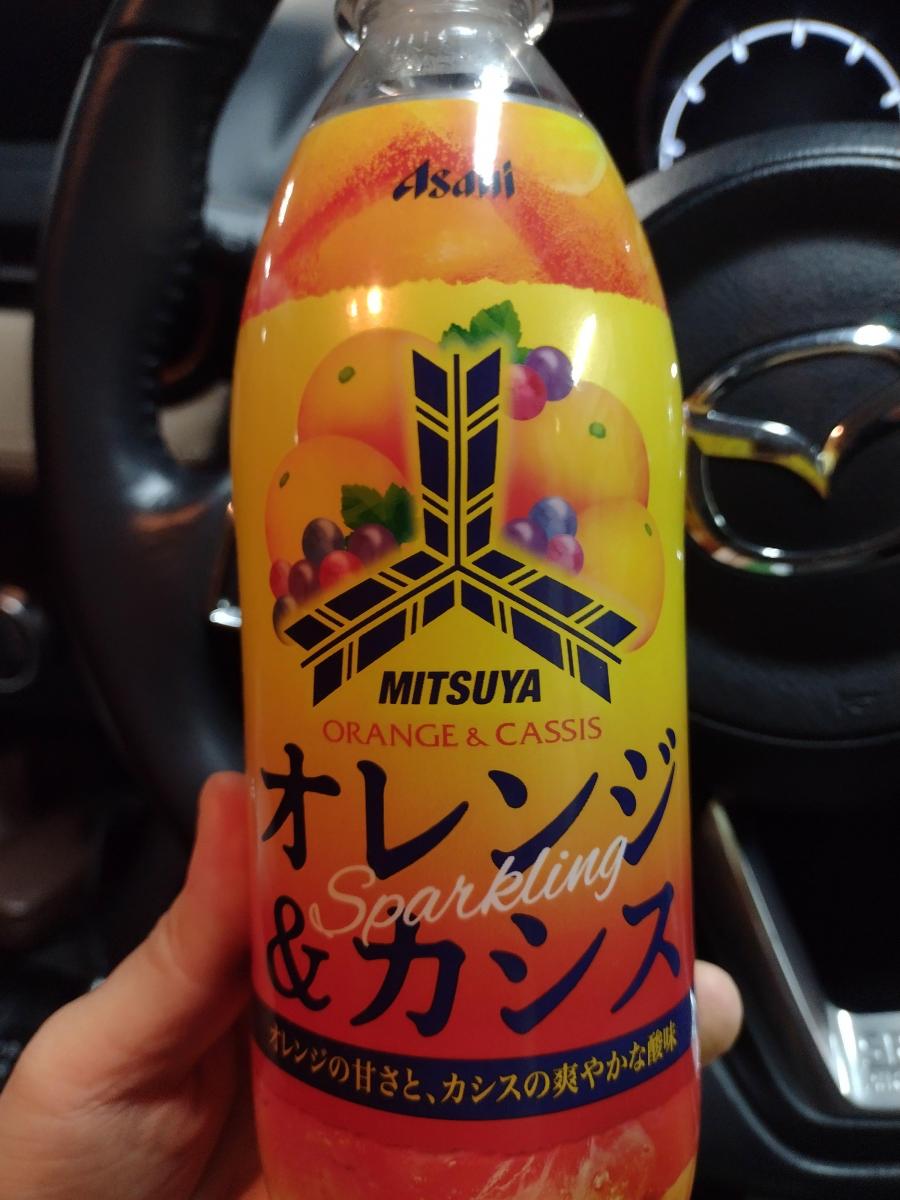 Asahi
MITSUYA
ORANGE & CASSIS
オレンジ
Sparkling
&カシス
オレンジの甘さと、カシスの爽やかな酸味